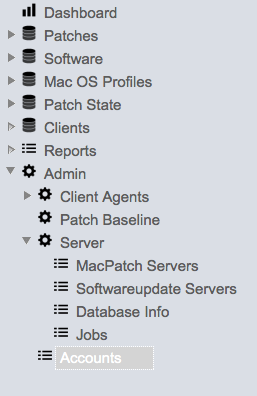 Dashboard
Patches
Software
Mac OS Profiles
Patch State
Clients
Reports
Admin
Client Agents
Patch Baseline
Server
MacPatch Servers
Softwareupdate Servers
Database Info
Jobs
Accounts